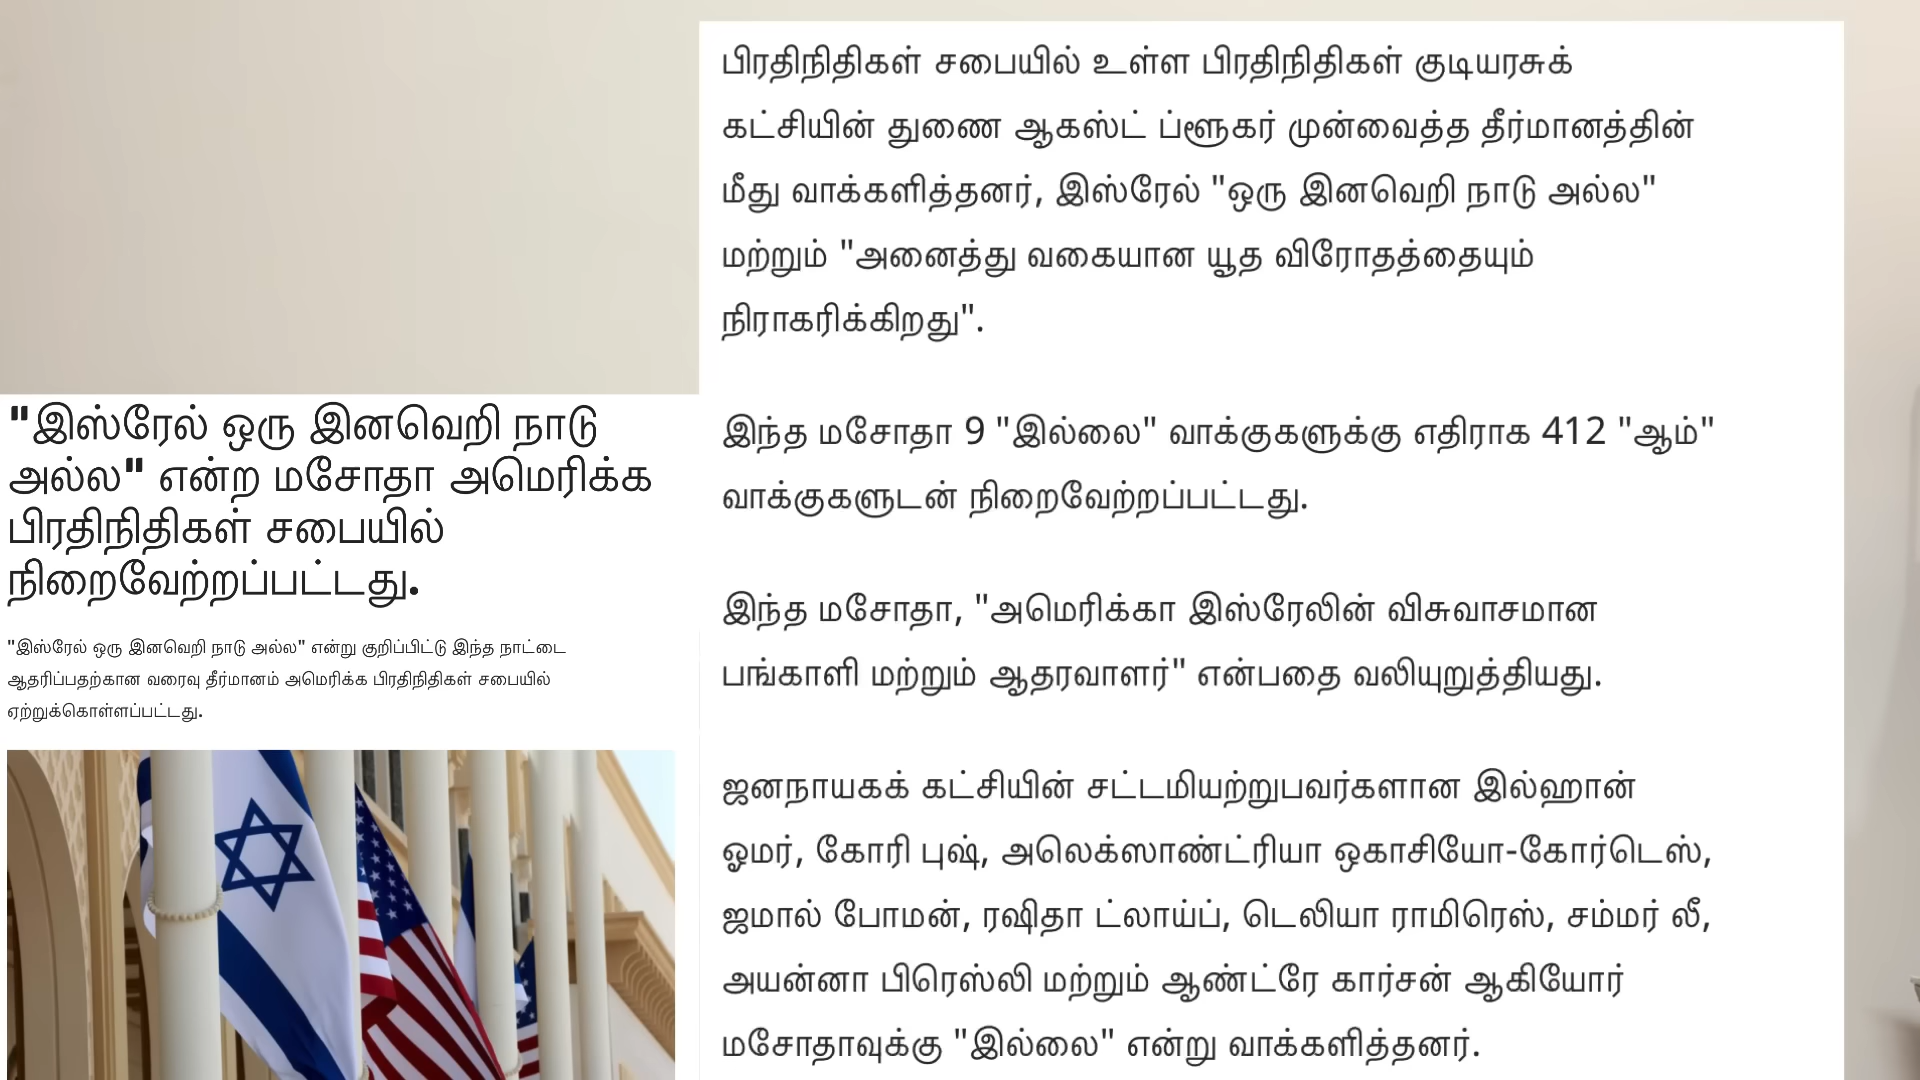 "இஸ்ரேல் ஒரு இனவெறி நாடு
அல்ல" என்ற மசோதா அமெரிக்க
பிரதிநிதிகள் சபையில்
நிறைவேற்றப்பட்டது.
"இஸ்ரேல் ஒரு இனவெறி நாடு அல்ல" என்று குறிப்பிட்டு இந்த நாட்டை
ஆதரிப்பதற்கான வரைவு தீர்மானம் அமெரிக்க பிரதிநிதிகள் சபையில்
ஏற்றுக்கொள்ளப்பட்டது.
பிரதிநிதிகள் சபையில் உள்ள பிரதிநிதிகள் குடியரசுக்
கட்சியின் துணை ஆகஸ்ட் ப்ளூகர் முன்வைத்த தீர்மானத்தின்
மீது வாக்களித்தனர், இஸ்ரேல் "ஒரு இனவெறி நாடு அல்ல"
மற்றும் "அனைத்து வகையான யூத விரோதத்தையும்
நிராகரிக்கிறது".
இந்த மசோதா 9 "இல்லை" வாக்குகளுக்கு எதிராக 412 "ஆம்"
வாக்குகளுடன் நிறைவேற்றப்பட்டது.
இந்த மசோதா, "அமெரிக்கா இஸ்ரேலின் விசுவாசமான
பங்காளி மற்றும் ஆதரவாளர்" என்பதை வலியுறுத்தியது.
ஜனநாயகக் கட்சியின் சட்டமியற்றுபவர்களான இல்ஹான்
ஓமர், கோரி புஷ், அலெக்ஸாண்ட்ரியா ஒகாசியோ-கோர்டெஸ்,
ஜமால் போமன், ரஷிதா ட்லாய்ப், டெலியா ராமிரெஸ், சம்மர் லீ,
அயன்னா பிரெஸ்லி மற்றும் ஆண்ட்ரே கார்சன் ஆகியோர்
மசோதாவுக்கு "இல்லை" என்று வாக்களித்தனர்.